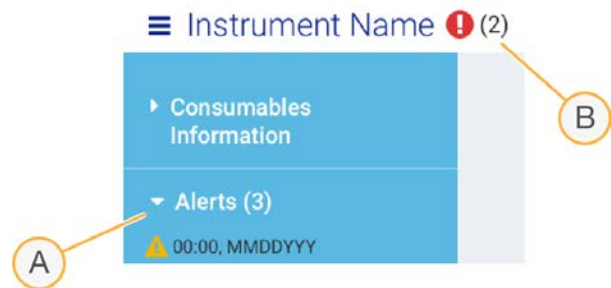 Instrument Name (2)
Consumables
Information
B
Alerts (3)
00:00, MMDDYYY
A